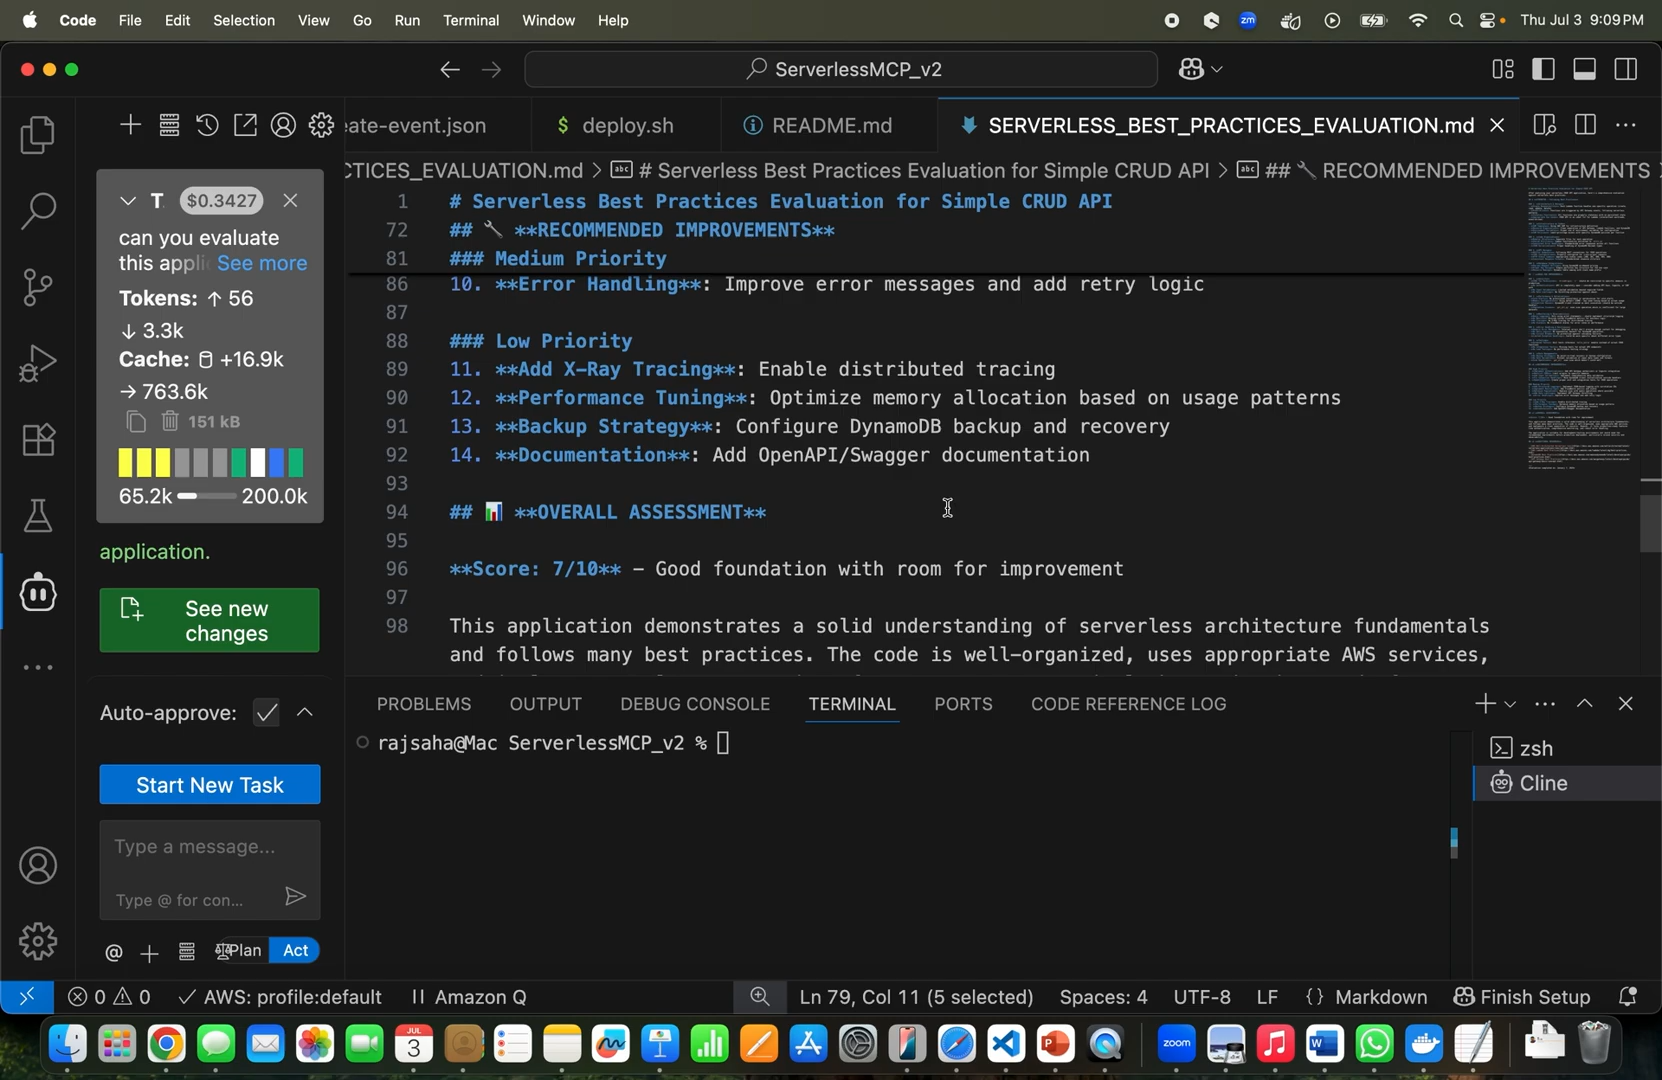 Code File Edit Selection View Go Run Terminal Window Help zm Thu Jul 3 9:09 PM
ServerlessMCP_v2
eate-event.json $ deploy.sh README.md SERVERLESS_BEST_PRACTICES_EVALUATION.md
CTICES_EVALUATION.md > # Serverless Best Practices Evaluation for Simple CRUD API > ## 🔧 RECOMMENDED IMPROVEMENTS >
T. $0.3427
can you evaluate
this appli See more
Tokens: ↑ 56
↓ 3.3k
Cache: +16.9k
→ 763.6k
151 kB
65.2k 200.0k
application.
See new
changes
Auto-approve:
Start New Task
Type a message...
Type @ for con...
@ Plan Act
1 # Serverless Best Practices Evaluation for Simple CRUD API
72 ## 🔧 **RECOMMENDED IMPROVEMENTS**
81 ### Medium Priority
86 10. **Error Handling**: Improve error messages and add retry logic
87
88 ### Low Priority
89 11. **Add X-Ray Tracing**: Enable distributed tracing
90 12. **Performance Tuning**: Optimize memory allocation based on usage patterns
91 13. **Backup Strategy**: Configure DynamoDB backup and recovery
92 14. **Documentation**: Add OpenAPI/Swagger documentation
93
94 ## 📊 **OVERALL ASSESSMENT**
95
96 **Score: 7/10** – Good foundation with room for improvement
97
98 This application demonstrates a solid understanding of serverless architecture fundamentals
and follows many best practices. The code is well-organized, uses appropriate AWS services,
PROBLEMS OUTPUT DEBUG CONSOLE TERMINAL PORTS CODE REFERENCE LOG
rajsaha@Mac ServerlessMCP_v2 %
zsh
Cline
0 0 AWS: profile:default Amazon Q Ln 79, Col 11 (5 selected) Spaces: 4 UTF-8 LF {} Markdown Finish Setup
JUL
3
zoom